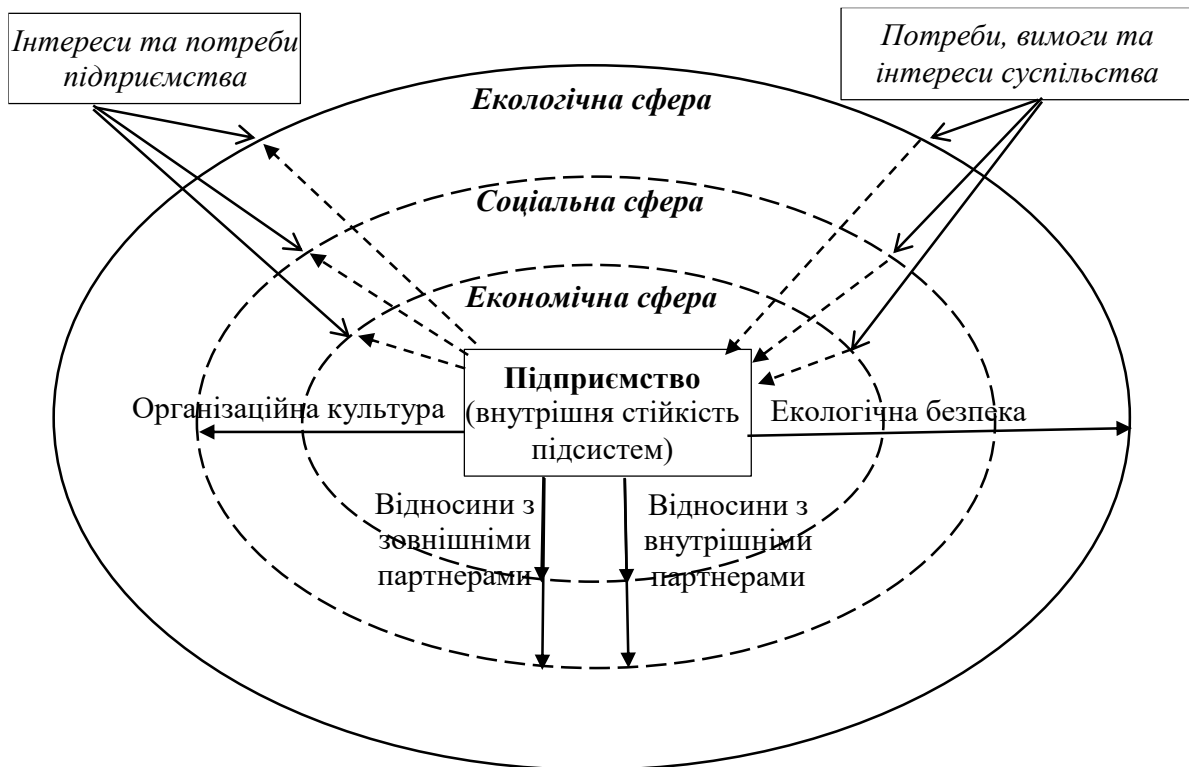 Інтереси та потреби
підприємства
Потреби, вимоги та
інтереси суспільства
Екологічна сфера
Соціальна сфера
Економічна сфера
Підприємство
(внутрішня стійкість
підсистем)
Організаційна культура
Екологічна безпека
Відносини з
зовнішніми
партнерами
Відносини з
внутрішніми
партнерами